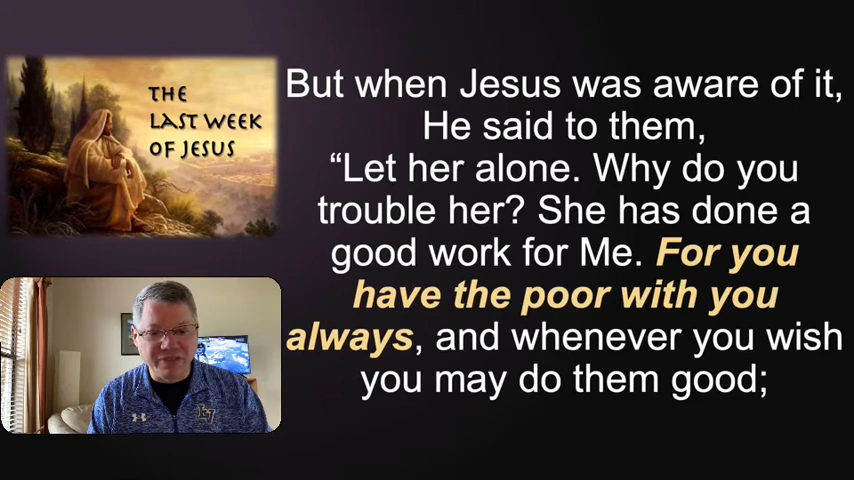 THE
LAST WEEK
OF JESUS
But when Jesus was aware of it,
He said to them,
“Let her alone. Why do you
trouble her? She has done a
good work for Me. For you
have the poor with you
always, and whenever you wish
you may do them good;